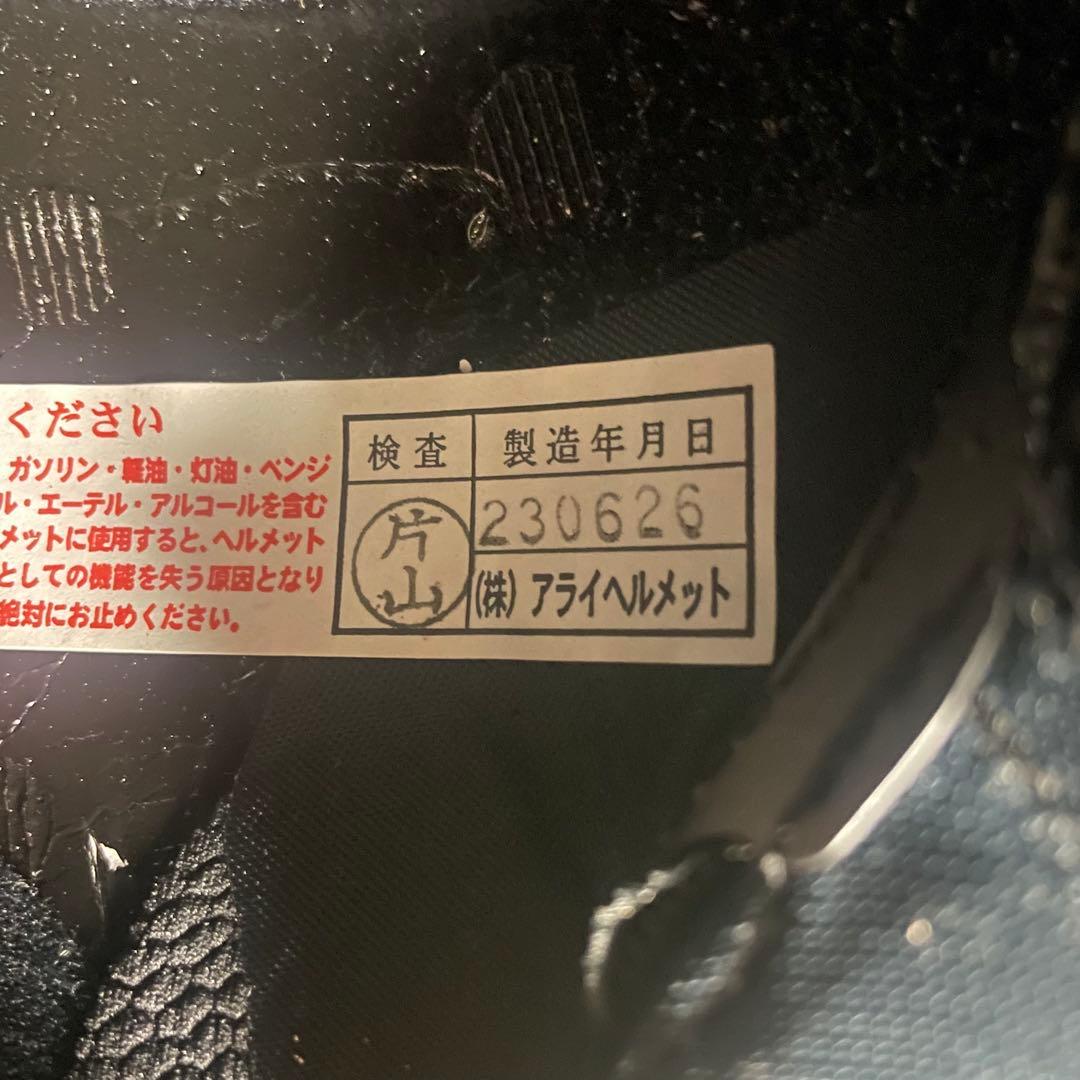 ください
ガソリン・軽油・灯油・ベンジ
ル・エーテル・アルコールを含む
メットに使用すると、ヘルメット
としての機能を失う原因となり
絶対にお止めください。
検査
製造年月日
片山
230626
(株)アライヘルメット